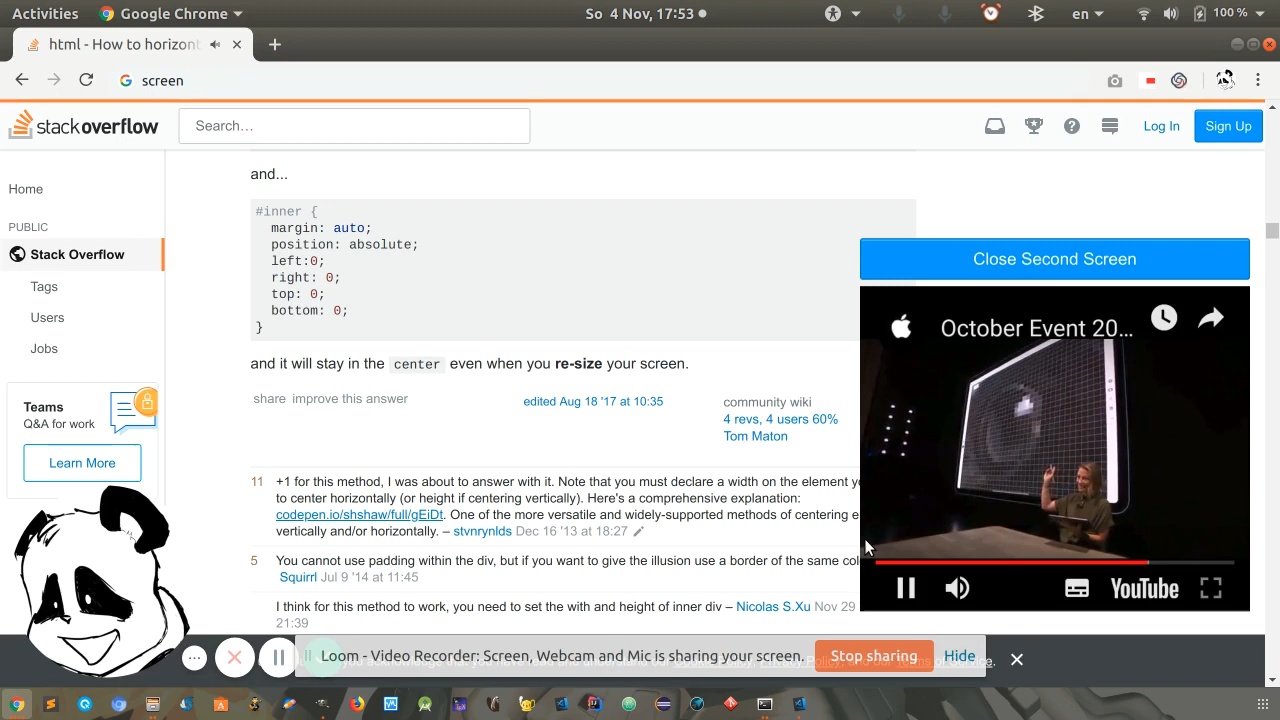 Activities
Google Chrome
So 4 Nov, 17:53
en
100 %
html - How to horizont
screen
stackoverflow
Search…
Log In
Sign Up
Home
PUBLIC
Stack Overflow
Tags
Users
Jobs
Teams
Q&A for work
Learn More
and...
#inner {
margin: auto;
position: absolute;
left:0;
right: 0;
top: 0;
bottom: 0;
}
and it will stay in the center even when you re-size your screen.
share improve this answer
edited Aug 18 '17 at 10:35
community wiki
4 revs, 4 users 60%
Tom Maton
11 +1 for this method, I was about to answer with it. Note that you must declare a width on the element
to center horizontally (or height if centering vertically). Here's a comprehensive explanation:
codepen.io/shshaw/full/gEiDt. One of the more versatile and widely-supported methods of centering
vertically and/or horizontally. – stvnrynlds Dec 16 '13 at 18:27
5 You cannot use padding within the div, but if you want to give the illusion use a border of the same
Squirrl Jul 9 '14 at 11:45
I think for this method to work, you need to set the with and height of inner div – Nicolas S.Xu Nov 29
21:39
Close Second Screen
October Event 20...
YouTube
Loom - Video Recorder: Screen, Webcam and Mic is sharing your screen.
Stop sharing
Hide